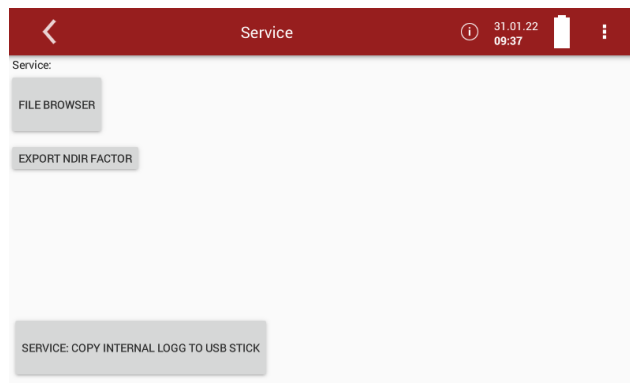 Service
31.01.22
09:37
Service:
FILE BROWSER
EXPORT NDIR FACTOR
SERVICE: COPY INTERNAL LOGG TO USB STICK